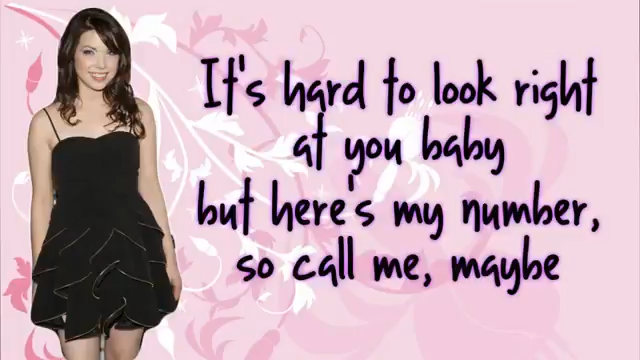 It's hard to look right
at you baby
but here's my number,
so call me, maybe